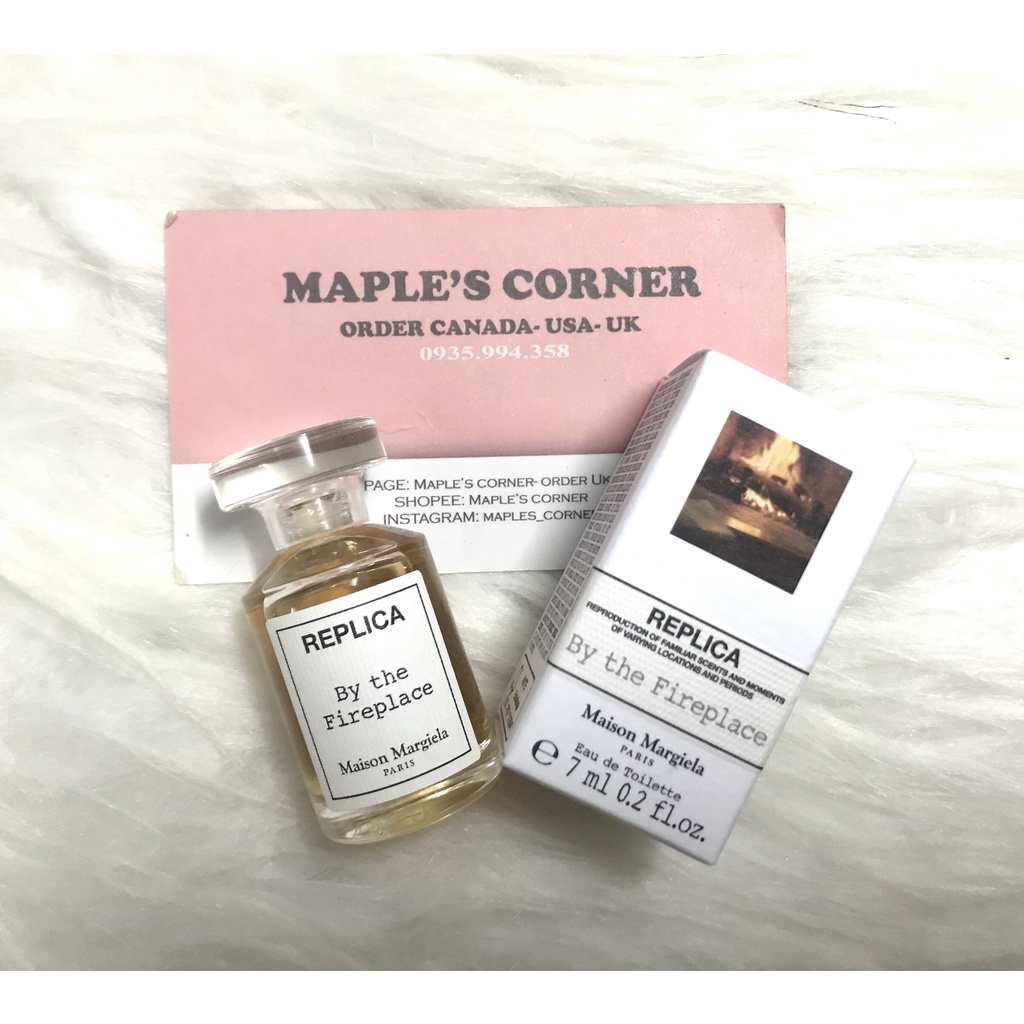 MAPLE'S CORNER
ORDER CANADA- USA- UK
0935.994.358
PAGE: MAPLE'S CORNER- ORDER UK
SHOPEE: MAPLE'S CORNER
INSTAGRAM: MAPLES_CORNER
REPLICA
By the
Fireplace
Maison Margiela
PARIS
REPLICA
REPRODUCTION OF FAMILIAR SCENTS AND MOMENTS
OF VARYING LOCATIONS AND PERIODS
By the Fireplace
Maison Margiela
PARIS
Eau de Toilette
℮ 7 ml 0.2 fl.oz.